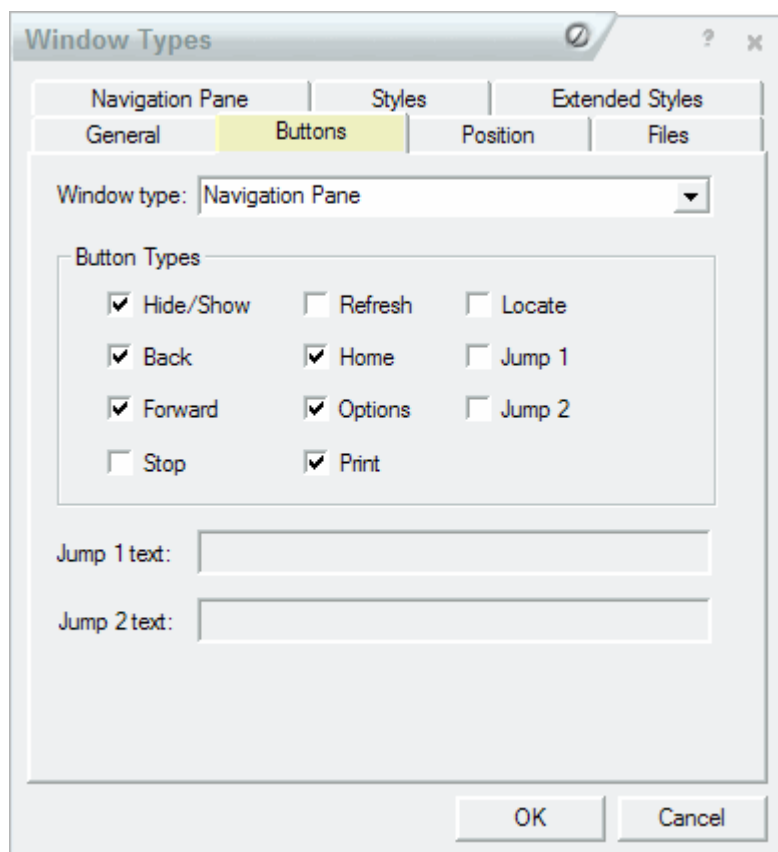 Window Types
Navigation Pane Styles Extended Styles
General Buttons Position Files
Window type: Navigation Pane
Button Types
Hide/Show Refresh Locate
Back Home Jump 1
Forward Options Jump 2
Stop Print
Jump 1 text:
Jump 2 text:
OK Cancel